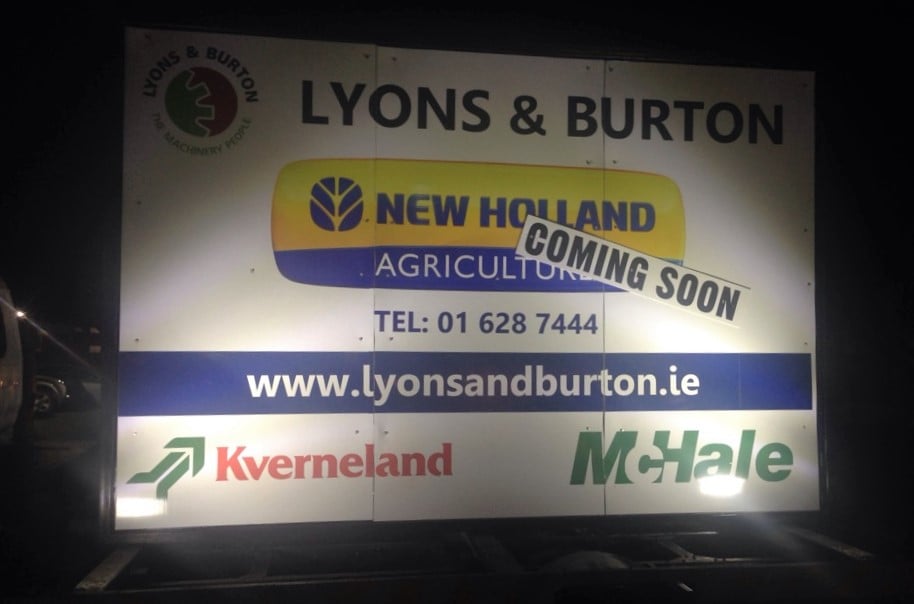 LYONS & BURTON
THE MACHINERY PEOPLE
LYONS & BURTON
NEW HOLLAND
AGRICULTURE
COMING SOON
TEL: 01 628 7444
www.lyonsandburton.ie
Kverneland
McHale